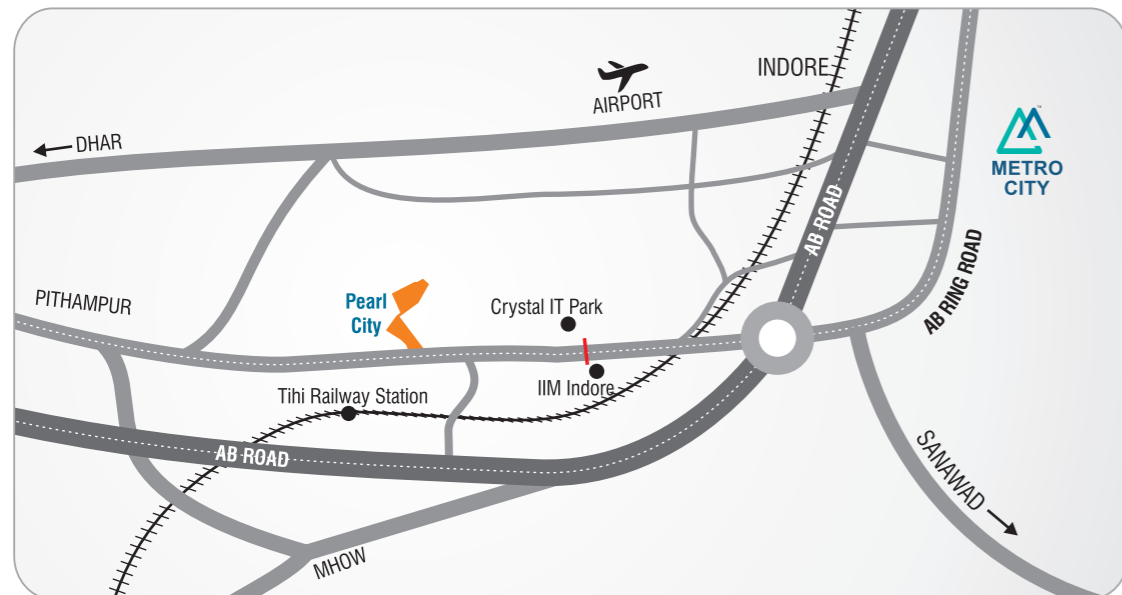 INDORE
AIRPORT
DHAR
™
METRO
CITY
AB ROAD
AB RING ROAD
PITHAMPUR
Pearl
City
Crystal IT Park
IIM Indore
Tihi Railway Station
AB ROAD
SANAWAD
MHOW